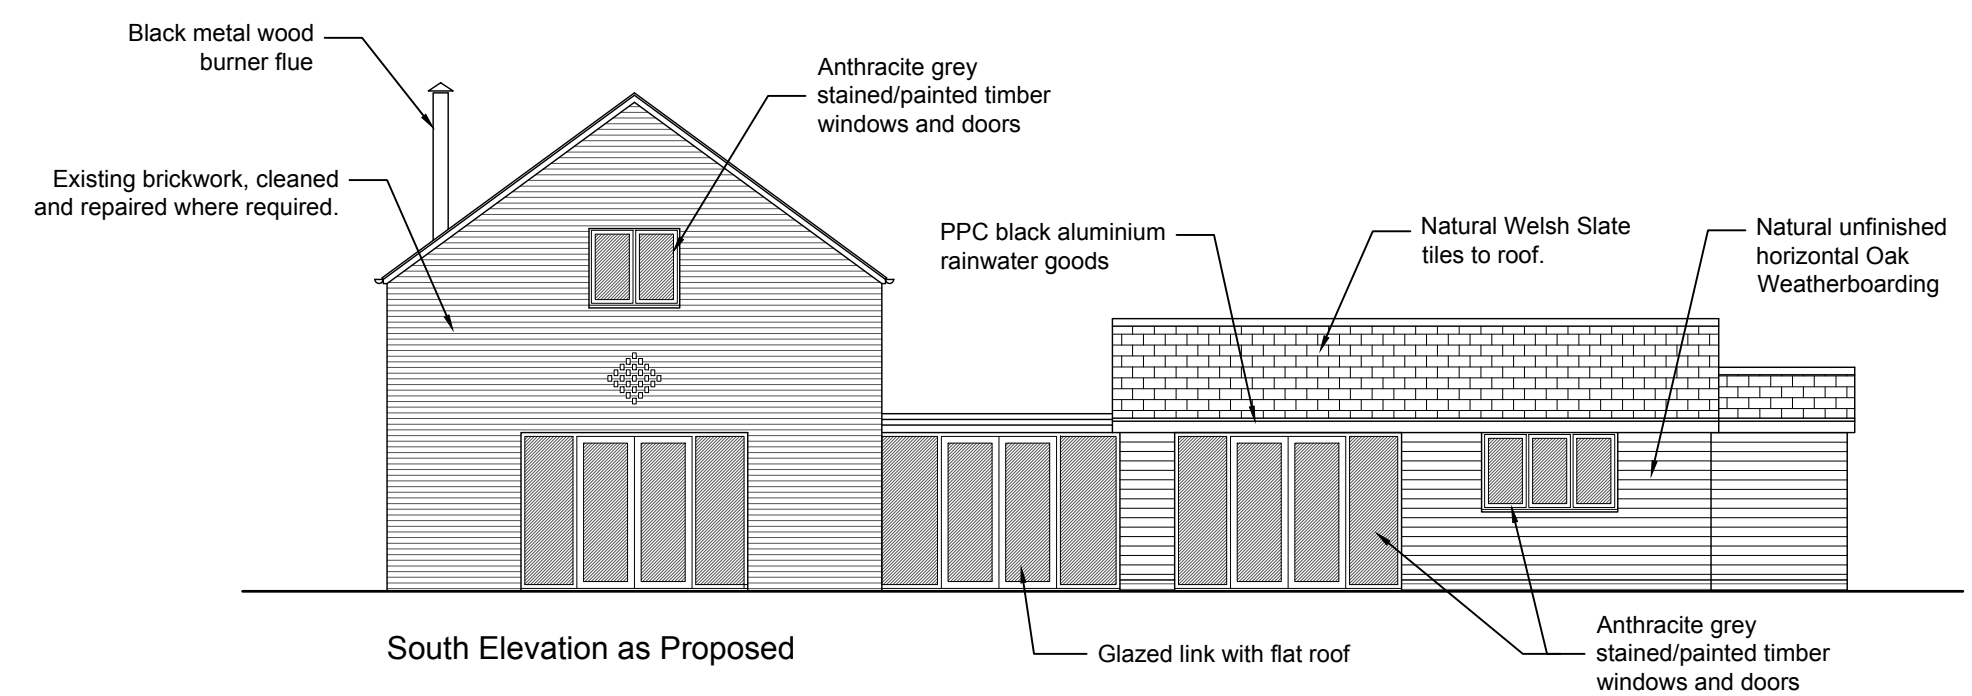 Black metal wood
burner flue
Anthracite grey
stained/painted timber
windows and doors
Existing brickwork, cleaned
and repaired where required.
PPC black aluminium
rainwater goods
Natural Welsh Slate
tiles to roof.
Natural unfinished
horizontal Oak
Weatherboarding
South Elevation as Proposed
Glazed link with flat roof
Anthracite grey
stained/painted timber
windows and doors